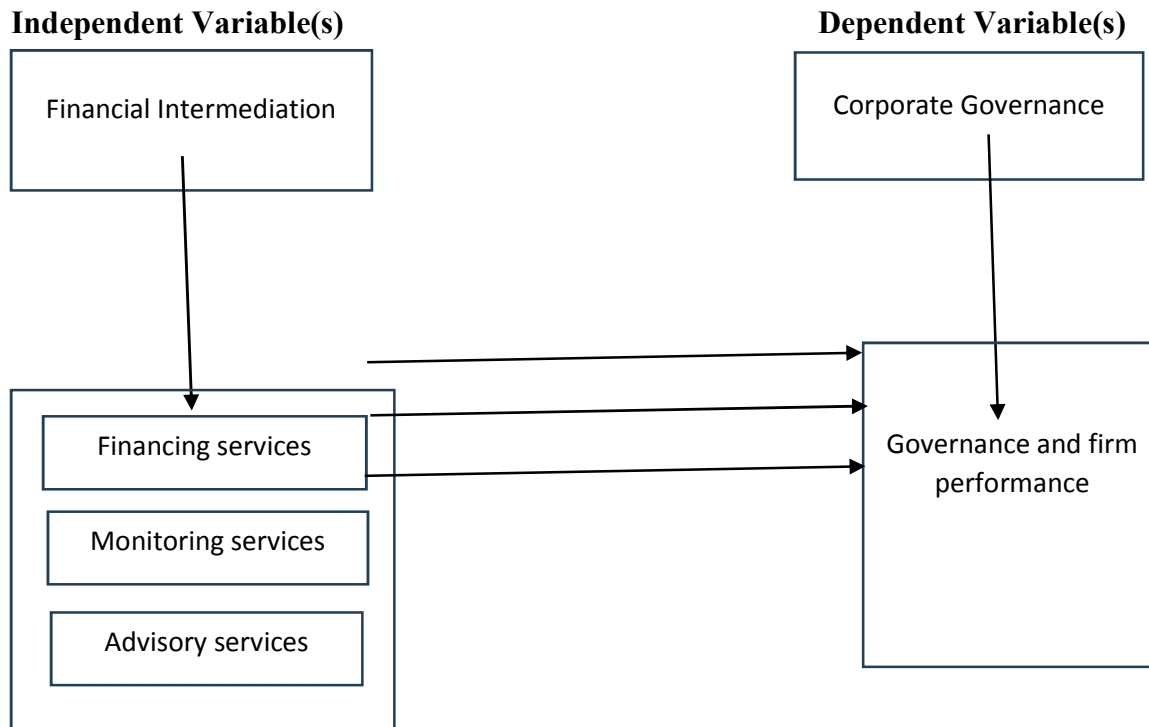 Independent Variable(s)
Dependent Variable(s)
Financial Intermediation
Corporate Governance
Financing services
Monitoring services
Advisory services
Governance and firm
performance